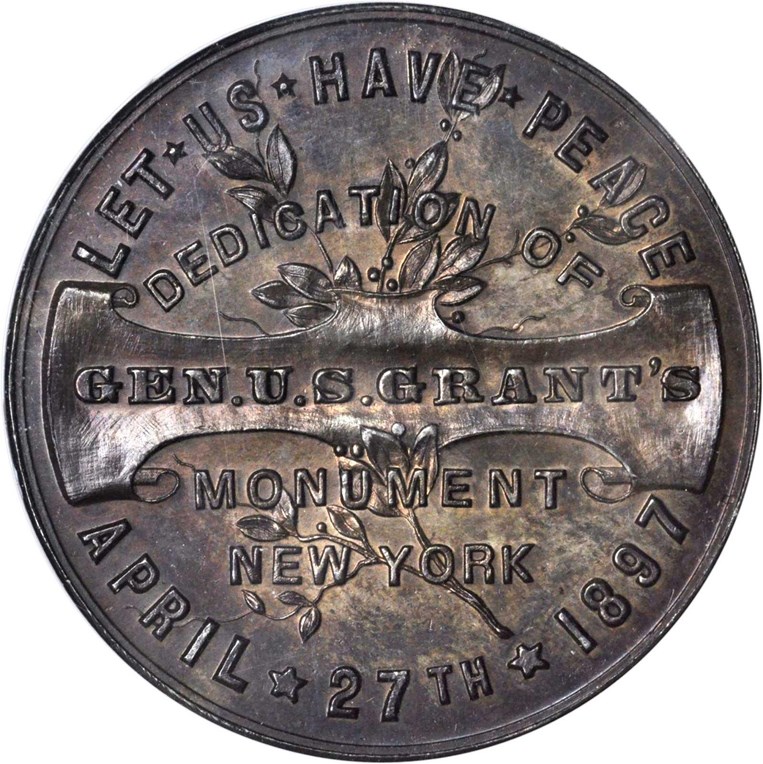 LET ★ US ★ HAVE ★ PEACE
DEDICATION OF
GEN.U.S.GRANT'S
MONUMENT
NEW YORK
APRIL ★ 27TH ★ 1897